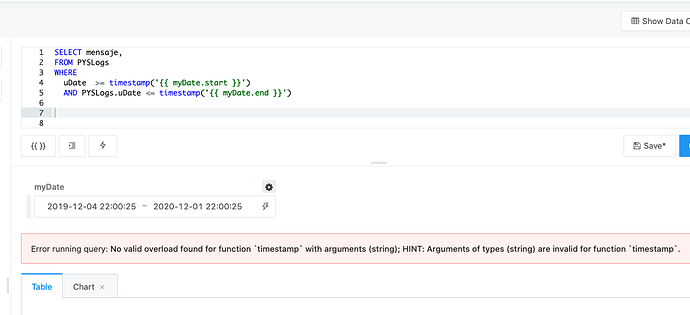 Show Data O
1 SELECT mensaje,
2 FROM PYSLogs
3 WHERE
4 uDate >= timestamp('{{ myDate.start }}')
5 AND PYSLogs.uDate <= timestamp('{{ myDate.end }}')
6
7
8
{{ }}
Save*
myDate
2019-12-04 22:00:25 ~ 2020-12-01 22:00:25
Error running query: No valid overload found for function `timestamp` with arguments (string); HINT: Arguments of types (string) are invalid for function `timestamp`.
Table Chart ×